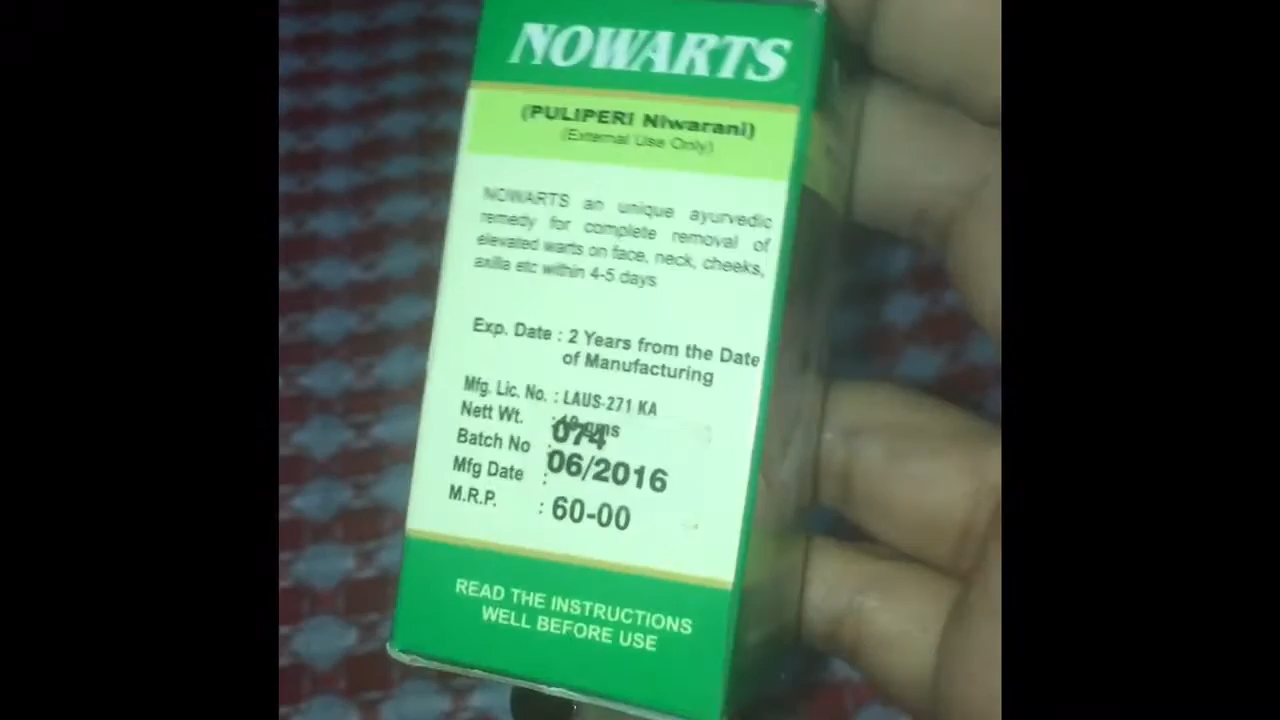 NOWARTS
(PULIPERI Niwarani)
(External Use Only)
NOWARTS an unique ayurvedic
remedy for complete removal of
elevated warts on face, neck, cheeks,
axilla etc within 4-5 days
Exp. Date : 2 Years from the Date
of Manufacturing
Mfg. Lic. No. : LAUS-271 KA
Nett Wt. : gms
Batch No : 074
Mfg Date : 06/2016
M.R.P. : 60-00
READ THE INSTRUCTIONS
WELL BEFORE USE